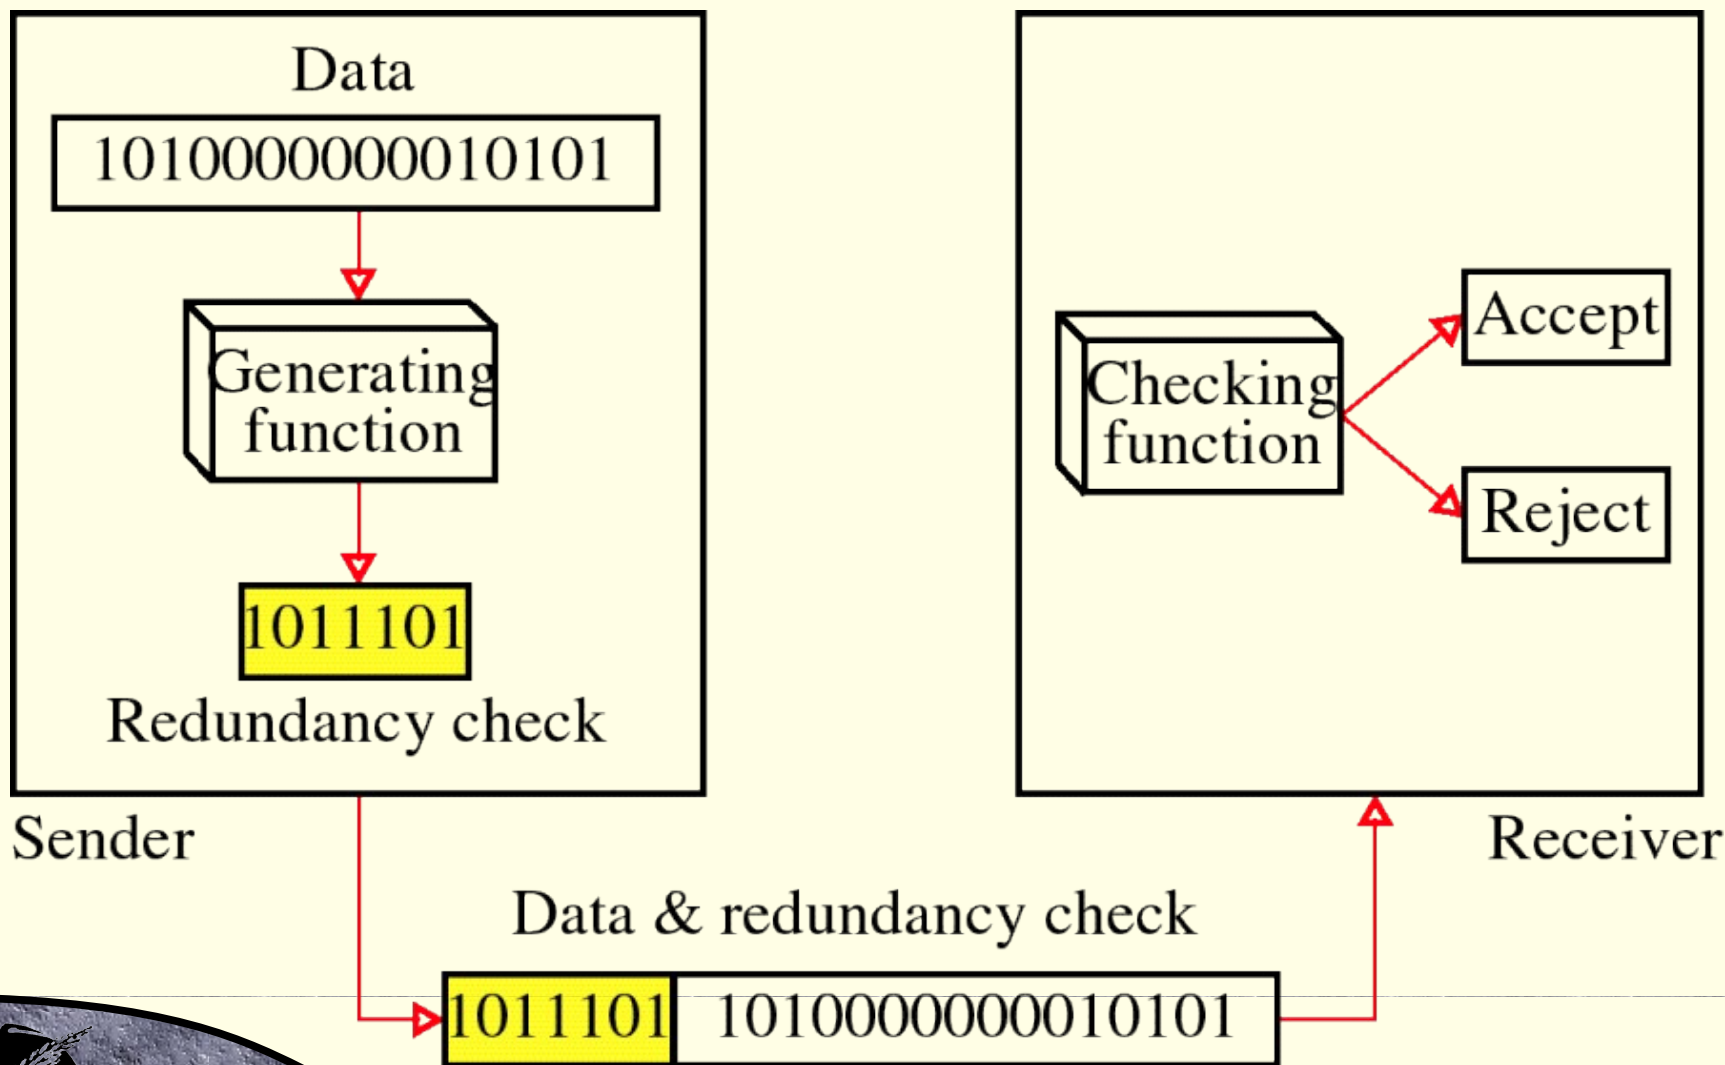 Data
1010000000010101
Generating
function
1011101
Redundancy check
Sender
Checking
function
Accept
Reject
Receiver
Data & redundancy check
1011101 1010000000010101